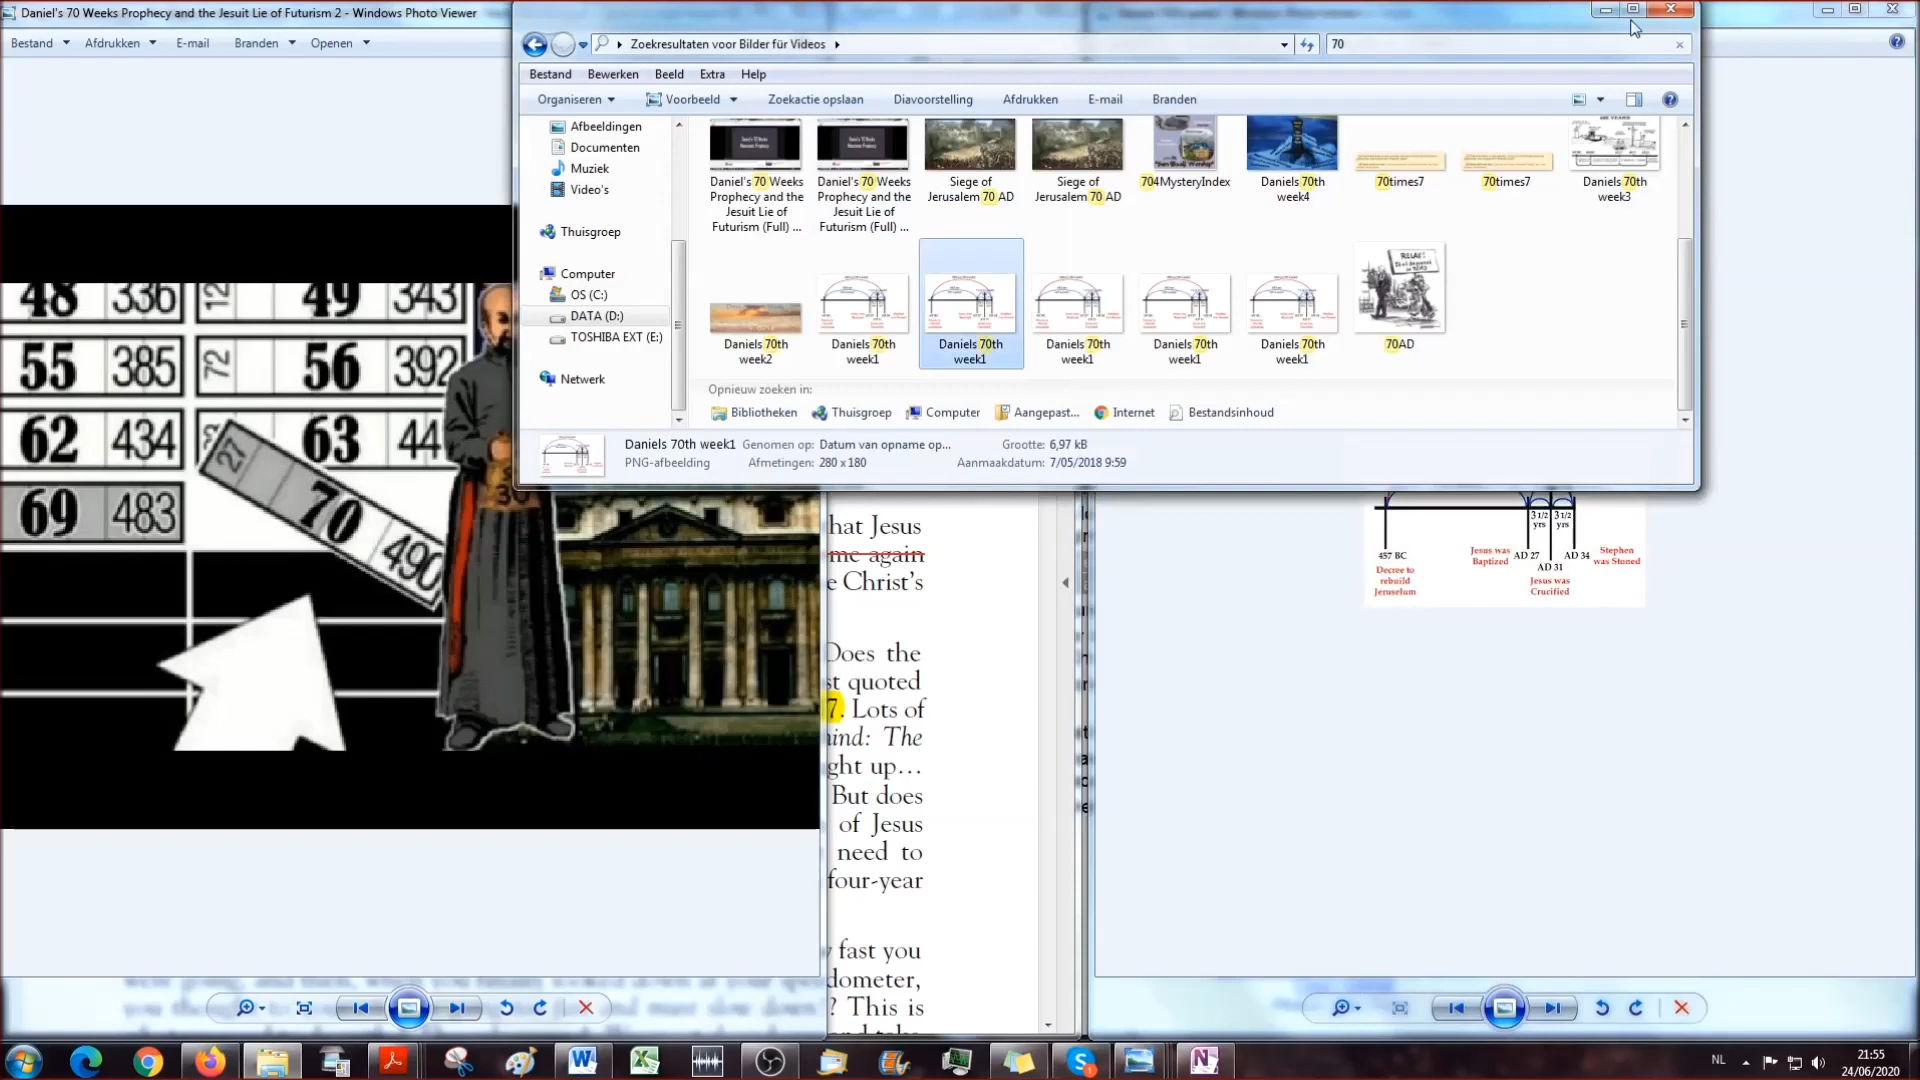 Daniel's 70 Weeks Prophecy and the Jesuit Lie of Futurism 2 - Windows Photo Viewer
Bestand Afdrukken E-mail Branden Openen
Zoekresultaten voor Bilder für Videos
70
Bestand Bewerken Beeld Extra Help
Organiseren Voorbeeld Zoekactie opslaan Diavoorstelling Afdrukken E-mail Branden
Afbeeldingen
Documenten
Muziek
Video's
Thuisgroep
Computer
OS (C:)
DATA (D:)
TOSHIBA EXT (E:)
Netwerk
Daniel's 70 Weeks
Prophecy and the
Jesuit Lie of
Futurism (Full) ...
Daniel's 70 Weeks
Prophecy and the
Jesuit Lie of
Futurism (Full) ...
Siege of
Jerusalem 70 AD
Siege of
Jerusalem 70 AD
704MysteryIndex
Daniels 70th
week4
70times7
70times7
Daniels 70th
week3
Daniels 70th
week2
Daniels 70th
week1
Daniels 70th
week1
Daniels 70th
week1
Daniels 70th
week1
Daniels 70th
week1
70AD
Opnieuw zoeken in:
Bibliotheken Thuisgroep Computer Aangepast... Internet Bestandsinhoud
Daniels 70th week1 Genomen op: Datum van opname op... Grootte: 6,97 kB
PNG-afbeelding Afmetingen: 280 x 180 Aanmaakdatum: 7/05/2018 9:59
48 336 49 343
55 385 72 56 392
62 434 63 44
69 483 27 70 490
hat Jesus
me again
e Christ's
Does the
st quoted
7. Lots of
ind: The
ght up...
But does
of Jesus
need to
four-year
fast you
dometer,
? This is
and take
3 1/2
yrs
3 1/2
yrs
457 BC
Decree to
rebuild
Jeruselum
Jesus was
Baptized
AD 27
AD 31
Jesus was
Crucified
AD 34
Stephen
was Stoned
NL
21:55
24/06/2020